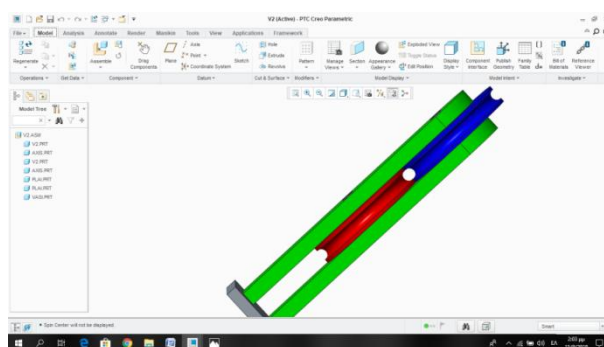 V2 (Active) - PTC Creo Parametric
File Model Analysis Annotate Render Manikin Tools View Applications Framework
Regenerate
Assemble
Drag Components
Plane
Axis
Point
Coordinate System
Sketch
Hole
Extrude
Revolve
Pattern
Manage Views
Section
Appearance Gallery
Exploded View
Toggle Status
Edit Position
Display Style
Component Interface
Publish Geometry
Family Table
d=
Bill of Materials
Reference Viewer
Operations Get Data Component Datum Cut & Surface Modifiers Model Display Model Intent Investigate
Model Tree
V2.ASM
V2.PRT
AXIS.PRT
V2.PRT
AXIS.PRT
PLAI.PRT
PLAI.PRT
VASI.PRT
Spin Center will not be displayed.
Smart